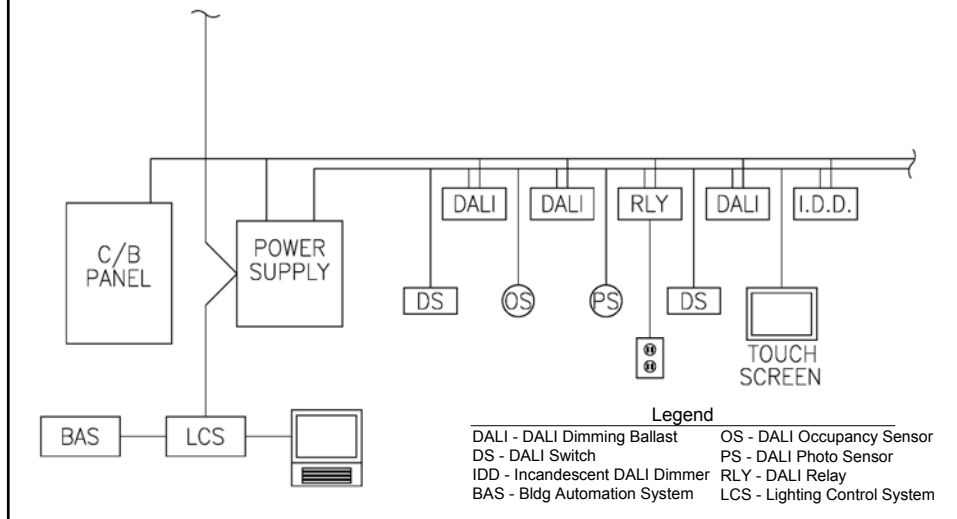 C/B
PANEL
POWER
SUPPLY
DALI
DALI
RLY
DALI
I.D.D.
DS
OS
PS
DS
TOUCH
SCREEN
BAS
LCS
Legend
DALI - DALI Dimming Ballast
DS - DALI Switch
IDD - Incandescent DALI Dimmer
BAS - Bldg Automation System
OS - DALI Occupancy Sensor
PS - DALI Photo Sensor
RLY - DALI Relay
LCS - Lighting Control System